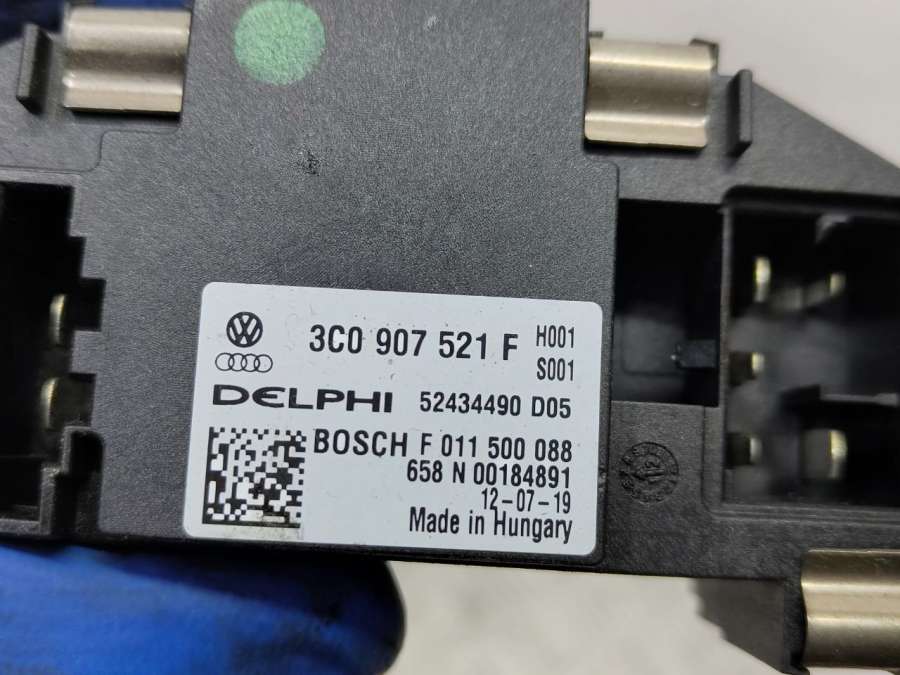 3C0 907 521 F H001
S001
DELPHI 52434490 D05
BOSCH F 011 500 088
658 N 00184891
12-07-19
Made in Hungary